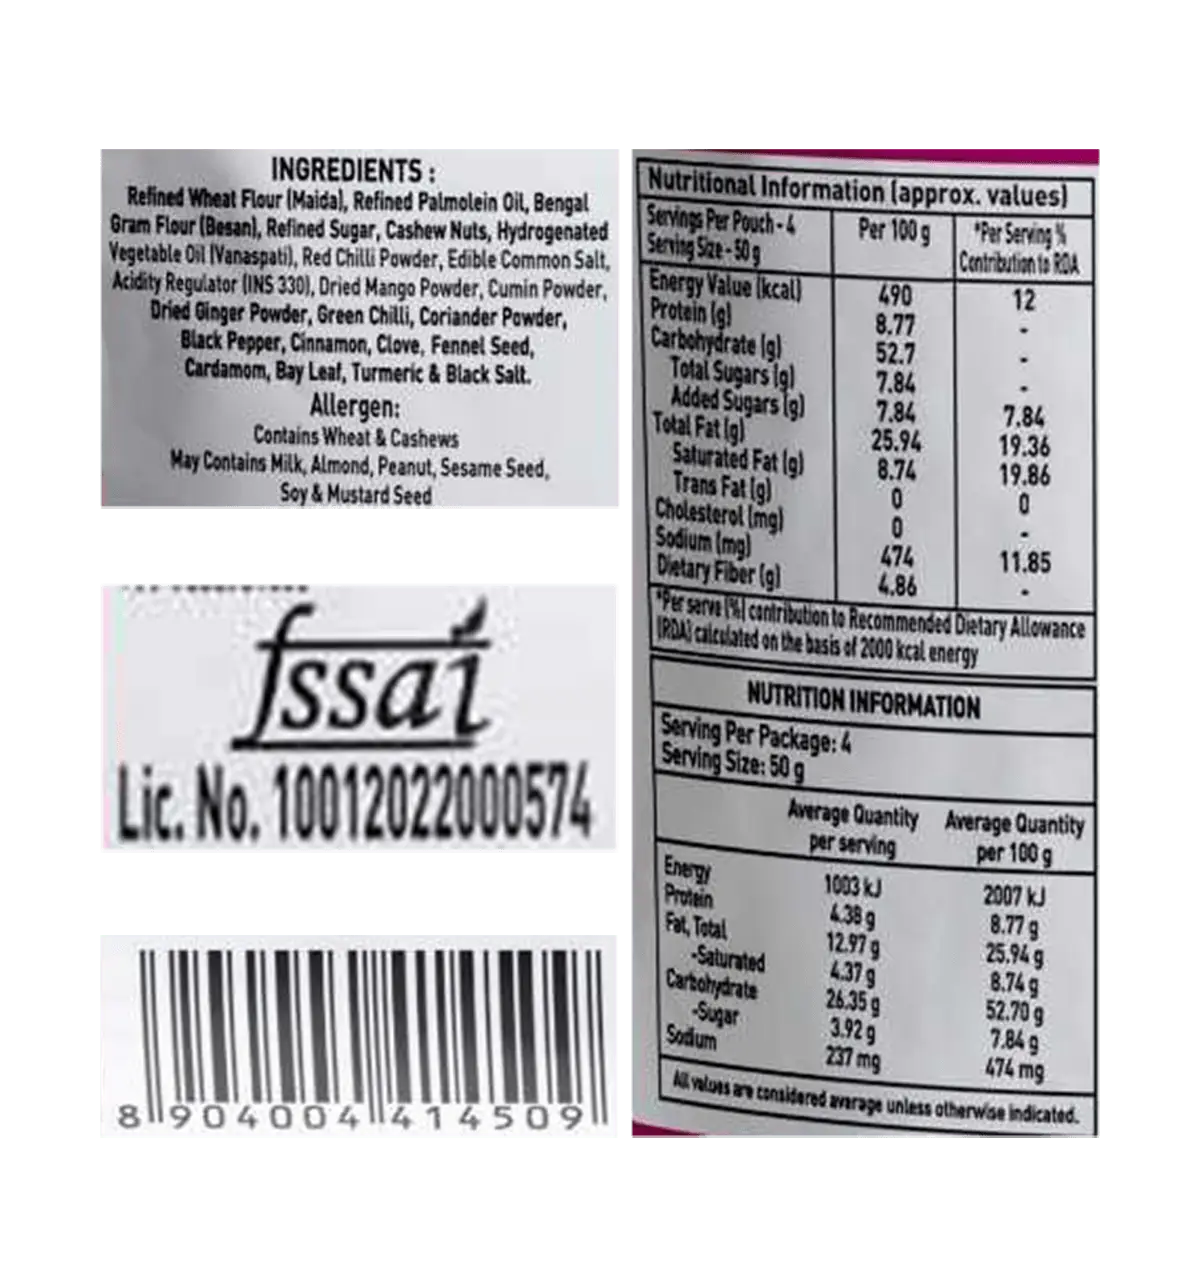 INGREDIENTS :
Refined Wheat Flour (Maida), Refined Palmolein Oil, Bengal
Gram Flour (Besan), Refined Sugar, Cashew Nuts, Hydrogenated
Vegetable Oil (Vanaspati), Red Chilli Powder, Edible Common Salt,
Acidity Regulator (INS 330), Dried Mango Powder, Cumin Powder,
Dried Ginger Powder, Green Chilli, Coriander Powder,
Black Pepper, Cinnamon, Clove, Fennel Seed,
Cardamom, Bay Leaf, Turmeric & Black Salt.
Allergen:
Contains Wheat & Cashews
May Contains Milk, Almond, Peanut, Sesame Seed,
Soy & Mustard Seed
fssai
Lic. No. 10012022000574
8 904004 414509
Nutritional Information (approx. values)
Servings Per Pouch - 4
Serving Size - 50 g
Per 100 g
*Per Serving %
Contribution to RDA
Energy Value (kcal) 490 12
Protein (g) 8.77 -
Carbohydrate (g) 52.7 -
Total Sugars (g) 7.84 -
Added Sugars (g) 7.84 7.84
Total Fat (g) 25.94 19.36
Saturated Fat (g) 8.74 19.86
Trans Fat (g) 0 0
Cholesterol (mg) 0 -
Sodium (mg) 474 11.85
Dietary Fiber (g) 4.86 -
*Per serve (%) contribution to Recommended Dietary Allowance
(RDA) calculated on the basis of 2000 kcal energy
NUTRITION INFORMATION
Serving Per Package: 4
Serving Size: 50 g
Average Quantity per serving
Average Quantity per 100 g
Energy 1003 kJ 2007 kJ
Protein 4.38 g 8.77 g
Fat, Total 12.97 g 25.94 g
-Saturated 4.37 g 8.74 g
Carbohydrate 26.35 g 52.70 g
-Sugar 3.92 g 7.84 g
Sodium 237 mg 474 mg
All values are considered average unless otherwise indicated.